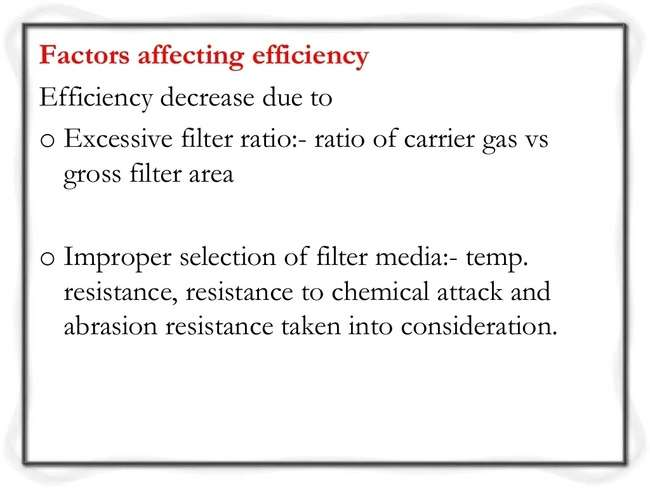 Factors affecting efficiency
Efficiency decrease due to
o Excessive filter ratio:- ratio of carrier gas vs
gross filter area
o Improper selection of filter media:- temp.
resistance, resistance to chemical attack and
abrasion resistance taken into consideration.